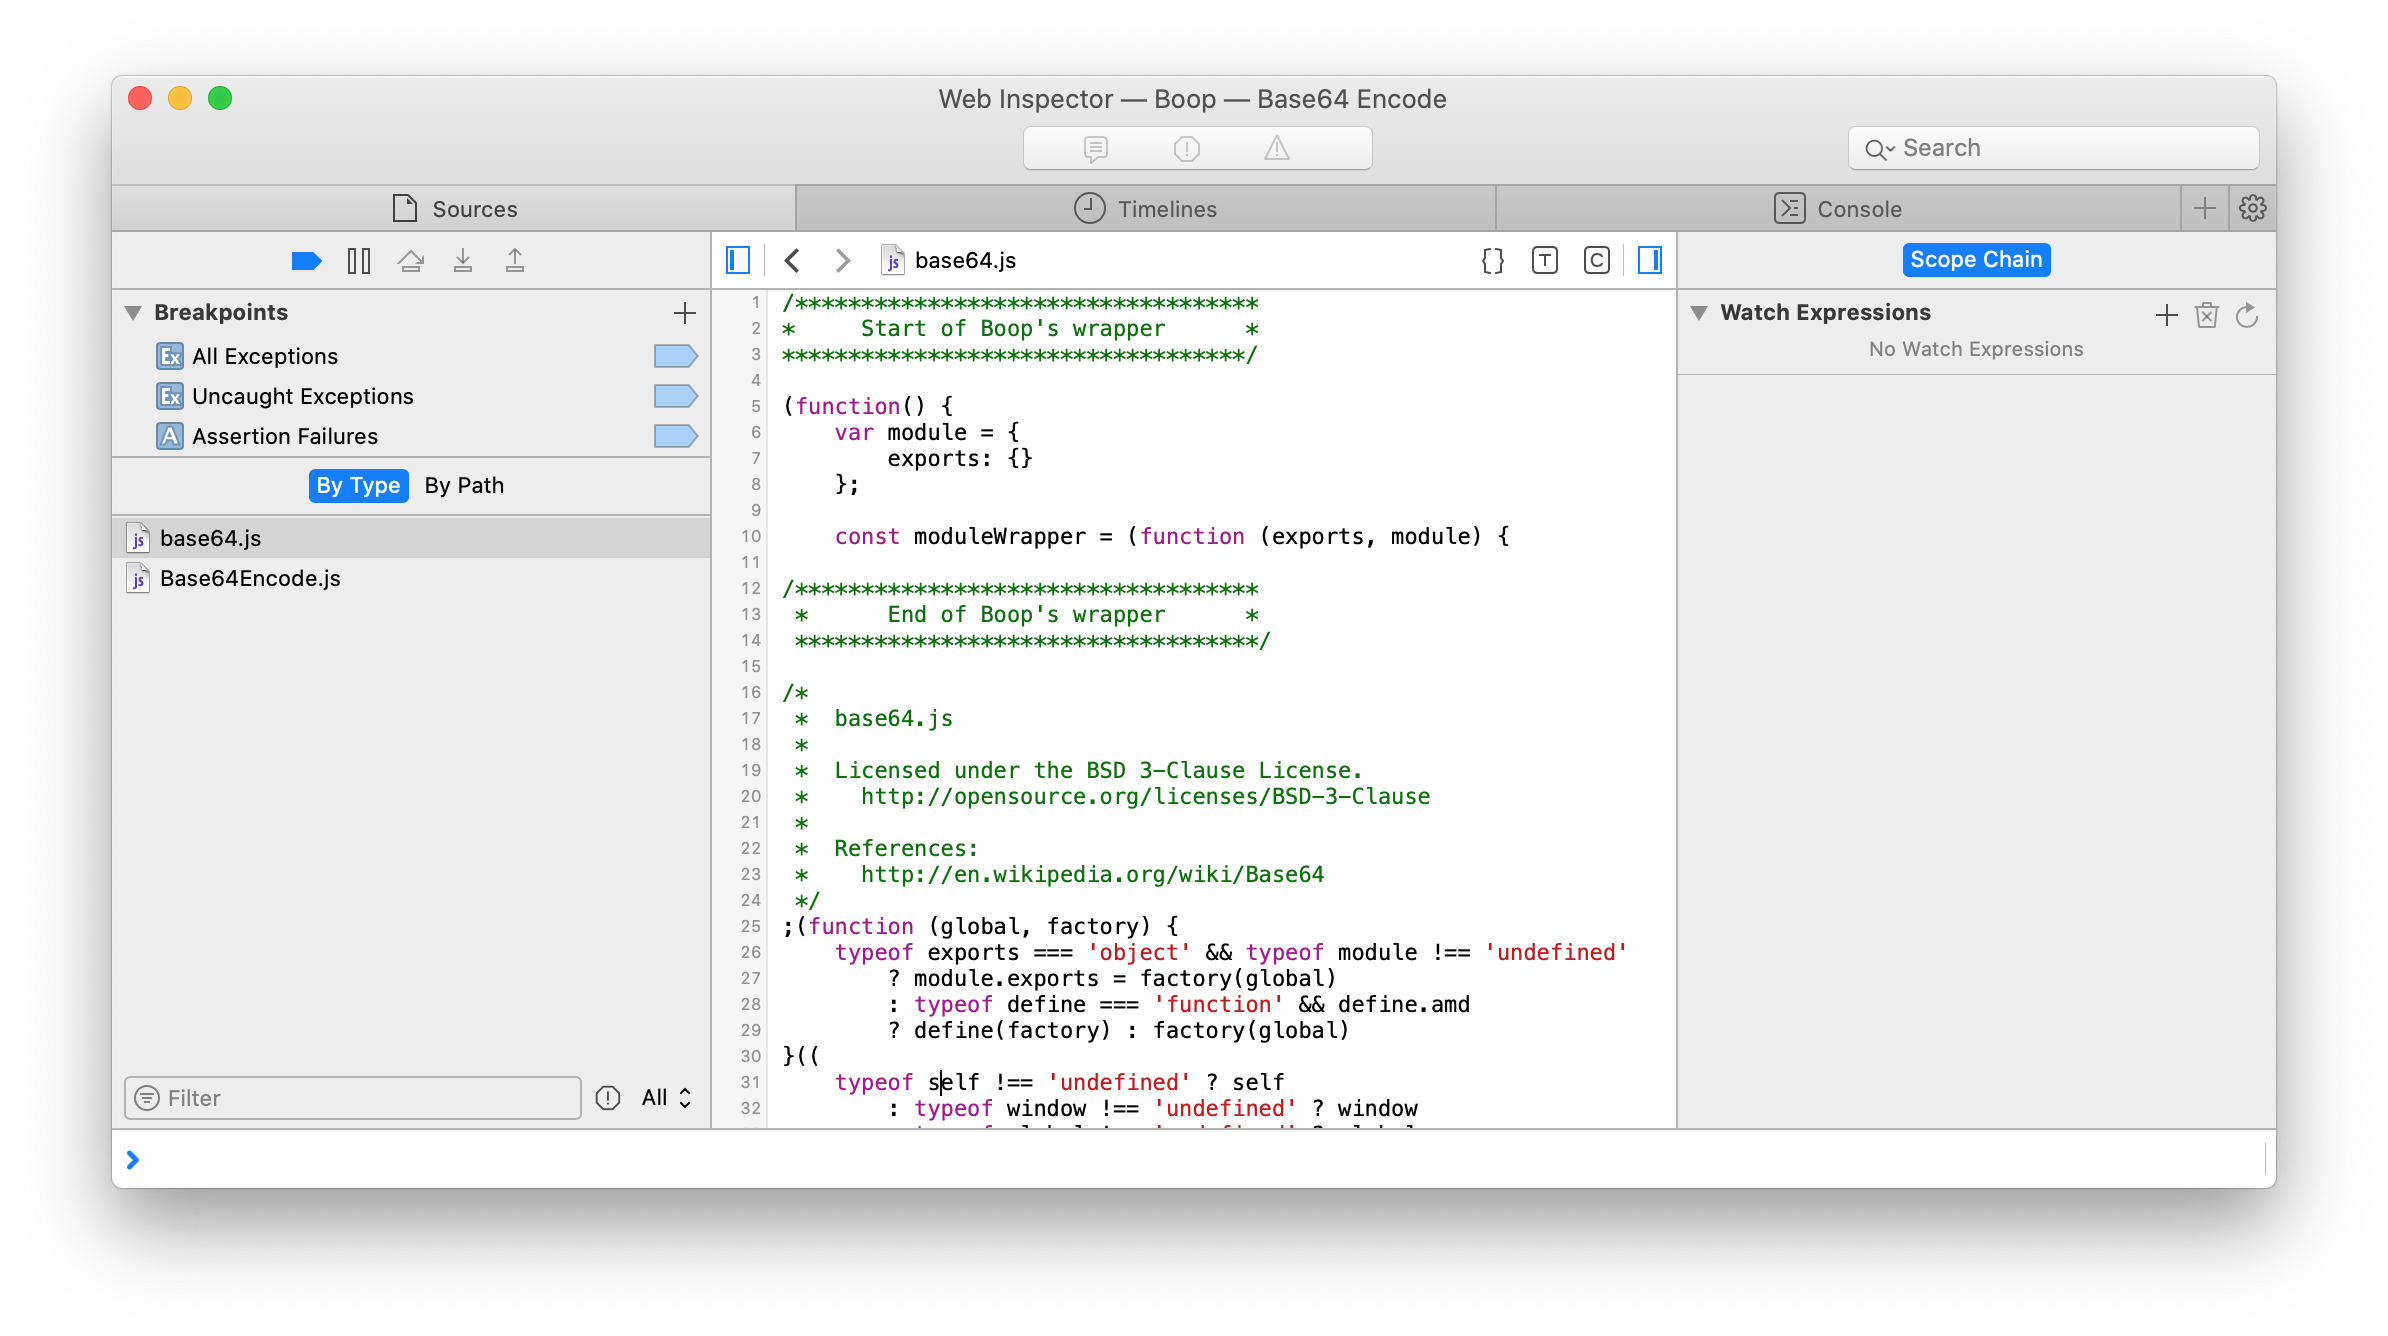 Web Inspector — Boop — Base64 Encode
Search
Sources
Timelines
Console
base64.js
Scope Chain
Breakpoints
All Exceptions
Uncaught Exceptions
Assertion Failures
By Type By Path
base64.js
Base64Encode.js
Filter
All
1 /***********************************
2 *     Start of Boop's wrapper      *
3 ***********************************/
4
5 (function() {
6     var module = {
7         exports: {}
8     };
9
10     const moduleWrapper = (function (exports, module) {
11
12 /***********************************
13  *      End of Boop's wrapper      *
14  ***********************************/
15
16 /*
17  *  base64.js
18  *
19  *  Licensed under the BSD 3-Clause License.
20  *    http://opensource.org/licenses/BSD-3-Clause
21  *
22  *  References:
23  *    http://en.wikipedia.org/wiki/Base64
24  */
25 ;(function (global, factory) {
26     typeof exports === 'object' && typeof module !== 'undefined'
27         ? module.exports = factory(global)
28         : typeof define === 'function' && define.amd
29         ? define(factory) : factory(global)
30 }((
31     typeof self !== 'undefined' ? self
32         : typeof window !== 'undefined' ? window
Watch Expressions
No Watch Expressions